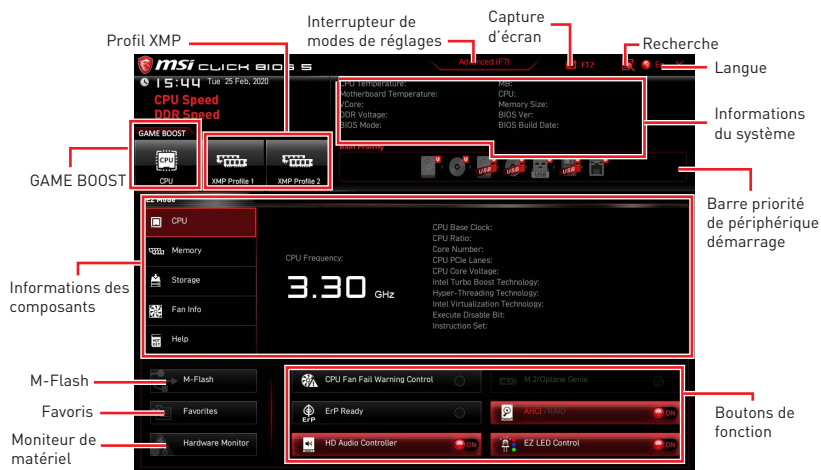 Interrupteur de
modes de réglages
Capture
d'écran
Profil XMP
Recherche
Langue
msi CLICK BIOS 5
Advanced (F7)
F12
En
15:44 Tue 25 Feb, 2020
CPU Speed
DDR Speed
CPU Temperature:
Motherboard Temperature:
VCore:
DDR Voltage:
BIOS Mode:
MB:
CPU:
Memory Size:
BIOS Ver:
BIOS Build Date:
Informations
du système
GAME BOOST
CPU
CPU
XMP Profile 1
XMP Profile 2
Boot Priority
U
U
U
U
U
U
U
USB
USB
USB
USB
GAME BOOST
Barre priorité
de périphérique
démarrage
EZ Mode
CPU
Memory
Storage
Fan Info
Help
CPU Frequency:
3.30 GHz
CPU Base Clock:
CPU Ratio:
Core Number:
CPU PCIe Lanes:
CPU Core Voltage:
Intel Turbo Boost Technology:
Hyper-Threading Technology:
Intel Virtualization Technology:
Execute Disable Bit:
Instruction Set:
Informations des
composants
M-Flash
M-Flash
CPU Fan Fail Warning Control
M.2/Optane Genie
Favoris
Favorites
ErP
ErP Ready
AHCI /RAID
ON
Boutons de
fonction
Moniteur de
matériel
Hardware Monitor
HD Audio Controller
ON
EZ LED Control
ON